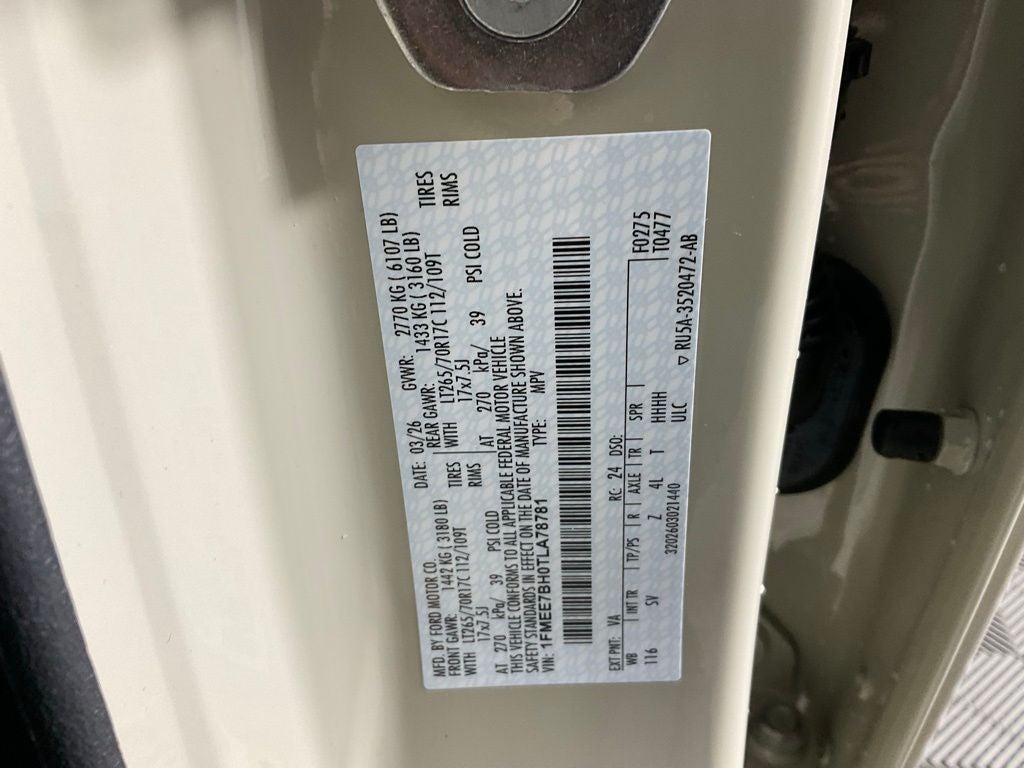 MFD. BY FORD MOTOR CO.
DATE: 03/26 GVWR: 2770 KG ( 6107 LB)
FRONT GAWR: 1442 KG ( 3180 LB) REAR GAWR: 1433 KG ( 3160 LB)
WITH LT265/70R17C 112/109T TIRES WITH LT265/70R17C 112/109T TIRES
17x7.5J RIMS 17x7.5J RIMS
AT 270 kPa/ 39 PSI COLD AT 270 kPa/ 39 PSI COLD
THIS VEHICLE CONFORMS TO ALL APPLICABLE FEDERAL MOTOR VEHICLE
SAFETY STANDARDS IN EFFECT ON THE DATE OF MANUFACTURE SHOWN ABOVE.
VIN: 1FMEE7BH0TLA78781 TYPE: MPV
EXT PNT: VA RC: 24 DSO: F0275
WB INT TR TP/PS R AXLE TR SPR T0477
116 SV Z 4L T HHHH
3202603021440 ULC
▽ RU5A-3520472-AB